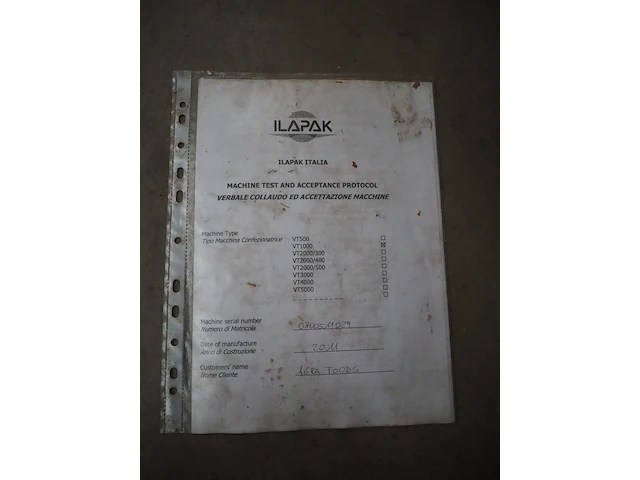 ILAPAK
ILAPAK ITALIA
MACHINE TEST AND ACCEPTANCE PROTOCOL
VERBALE COLLAUDO ED ACCETTAZIONE MACCHINE
Machine Type
Tipo Macchina Confezionatrice
VT500
VT1000
VT2000/300
VT2000/400
VT2000/500
VT3000
VT4000
VT5000
Machine serial number
Numero di Matricola
Date of manufacture 2011
Anno di Costruzione
Customers' name FOODS
Nome Cliente